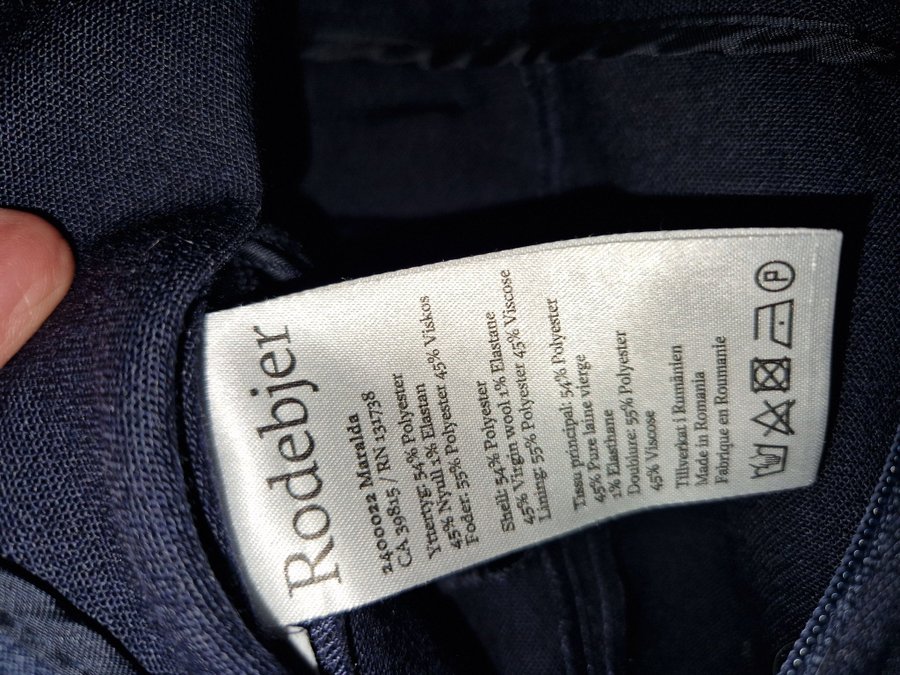 Rodebjer
2400022 Maralda
CA 39815 / RN 131738
Yttertyg: 54% Polyester
45% Nyull 1% Elastan
Foder: 55% Polyester 45% Viskos
Shell: 54% Polyester
45% Virgin wool 1% Elastane
Lining: 55% Polyester 45% Viscose
Tissu principal: 54% Polyester
45% Pure laine vierge
1% Elasthane
Doublure: 55% Polyester
45% Viscose
Tillverkat i Rumänien
Made in Romania
Fabrique en Roumanie
P